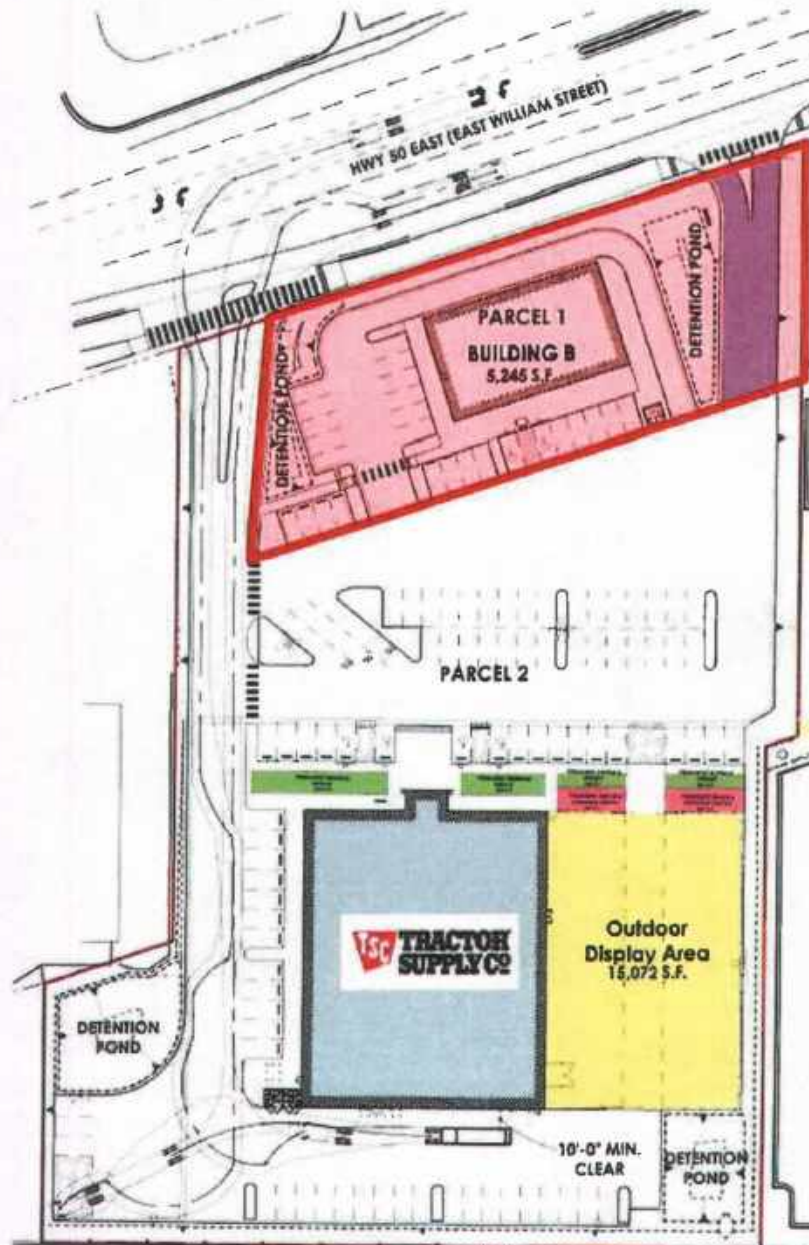 HWY 50 EAST (EAST WILLIAM STREET)
PARCEL 1
BUILDING B
5,245 S.F.
DETENTION POND
DETENTION POND
PARCEL 2
TSC TRACTOR
SUPPLY CO
Outdoor
Display Area
15,072 S.F.
DETENTION
POND
10'-0" MIN.
CLEAR
DETENTION
POND